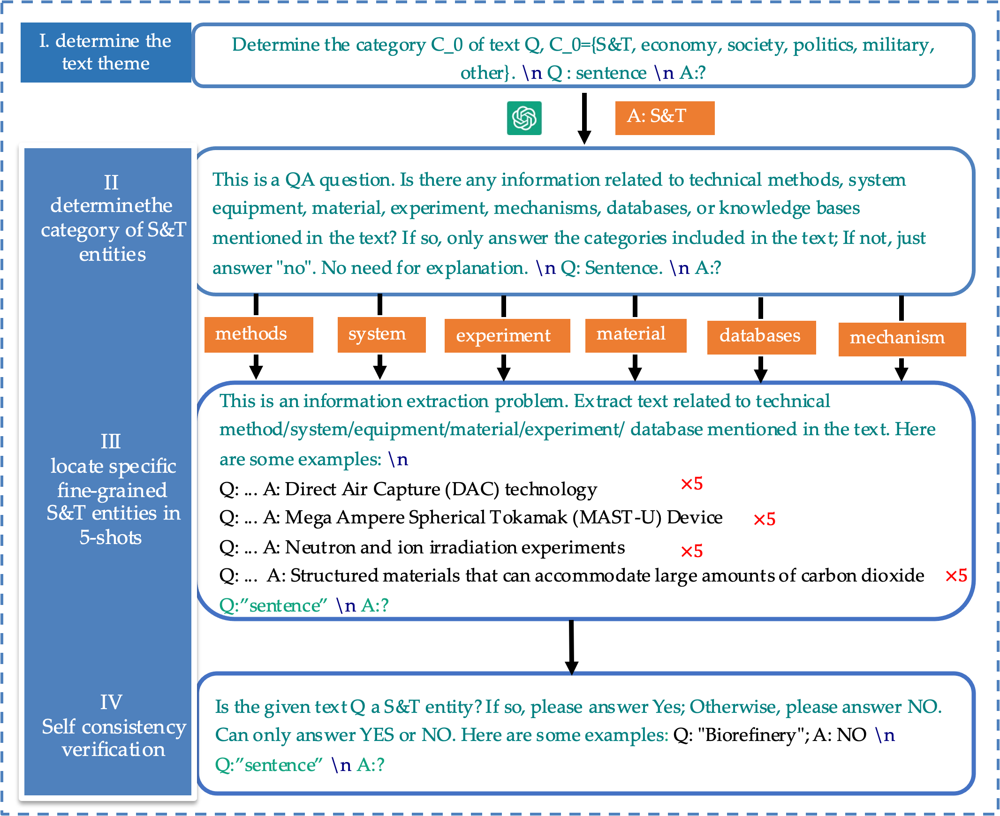 I. determine the
text theme
Determine the category C_0 of text Q, C_0={S&T, economy, society, politics, military,
other}. \n Q : sentence \n A:?
A: S&T
II
determinethe
category of S&T
entities
This is a QA question. Is there any information related to technical methods, system
equipment, material, experiment, mechanisms, databases, or knowledge bases
mentioned in the text? If so, only answer the categories included in the text; If not, just
answer "no". No need for explanation. \n Q: Sentence. \n A:?
methods
system
experiment
material
databases
mechanism
III
locate specific
fine-grained
S&T entities in
5-shots
This is an information extraction problem. Extract text related to technical
method/system/equipment/material/experiment/ database mentioned in the text. Here
are some examples: \n
Q: ... A: Direct Air Capture (DAC) technology ×5
Q: ... A: Mega Ampere Spherical Tokamak (MAST-U) Device ×5
Q: ... A: Neutron and ion irradiation experiments ×5
Q: ... A: Structured materials that can accommodate large amounts of carbon dioxide ×5
Q:”sentence” \n A:?
IV
Self consistency
verification
Is the given text Q a S&T entity? If so, please answer Yes; Otherwise, please answer NO.
Can only answer YES or NO. Here are some examples: Q: "Biorefinery"; A: NO \n
Q:”sentence” \n A:?